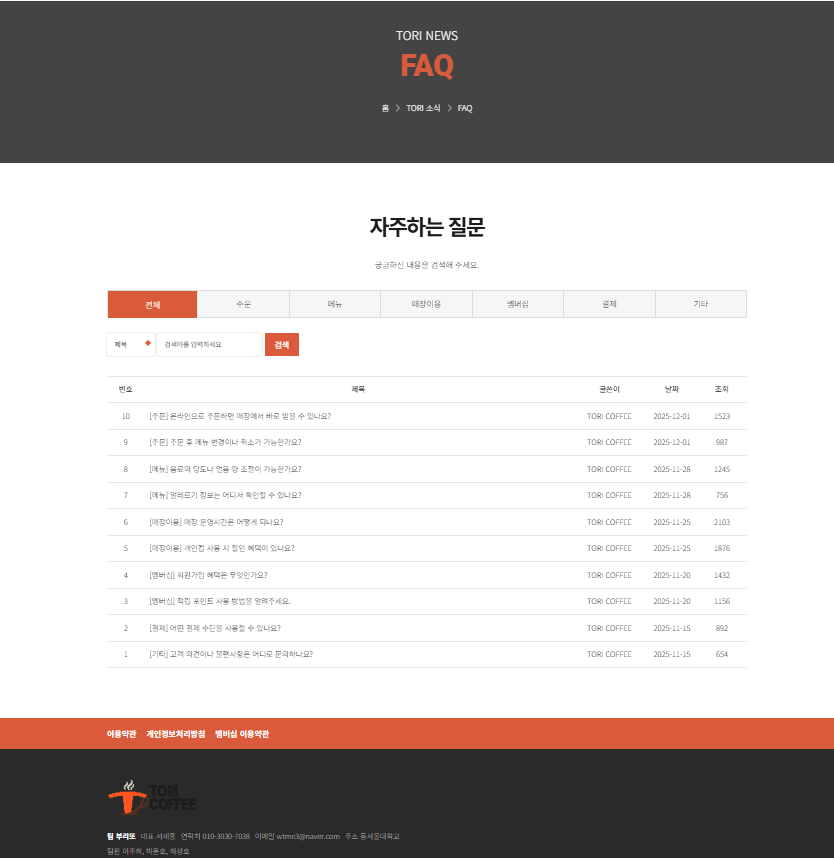 TORI NEWS
FAQ
홈 > TORI 소식 > FAQ
자주하는 질문
궁금하신 내용을 검색해 주세요.
전체 주문 메뉴 매장이용 멤버십 결제 기타
제목 검색어를 입력하세요 검색
번호 제목 글쓴이 날짜 조회
10 [주문] 온라인으로 주문하면 매장에서 바로 받을 수 있나요? TORI COFFEE 2025-12-01 1523
9 [주문] 주문 후 메뉴 변경이나 취소가 가능한가요? TORI COFFEE 2025-12-01 987
8 [메뉴] 음료의 당도나 얼음 양 조절이 가능한가요? TORI COFFEE 2025-11-28 1245
7 [메뉴] 알레르기 정보는 어디서 확인할 수 있나요? TORI COFFEE 2025-11-28 756
6 [매장이용] 매장 운영시간은 어떻게 되나요? TORI COFFEE 2025-11-25 2103
5 [매장이용] 개인컵 사용 시 할인 혜택이 있나요? TORI COFFEE 2025-11-25 1876
4 [멤버십] 회원가입 혜택은 무엇인가요? TORI COFFEE 2025-11-20 1432
3 [멤버십] 적립 포인트 사용 방법을 알려주세요. TORI COFFEE 2025-11-20 1156
2 [결제] 어떤 결제 수단을 사용할 수 있나요? TORI COFFEE 2025-11-15 892
1 [기타] 고객 의견이나 불편사항은 어디로 문의하나요? TORI COFFEE 2025-11-15 654
이용약관 개인정보처리방침 멤버십 이용약관
TORI
COFFEE
팀 부리또 대표 서재홍 연락처 010-3030-7038 이메일 wtme3@naver.com 주소 동서울대학교
팀원 이주희, 박윤호, 허성호